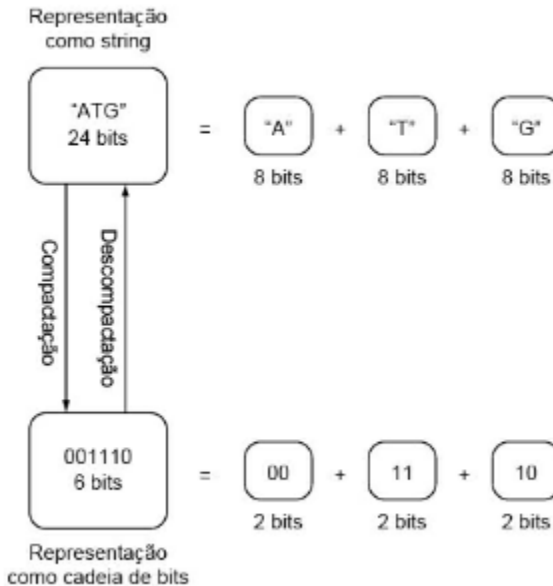 Representação
como string
"ATG"
24 bits
= "A" + "T" + "G"
8 bits 8 bits 8 bits
Compactação
Descompactação
001110
6 bits
= 00 + 11 + 10
2 bits 2 bits 2 bits
Representação
como cadeia de bits